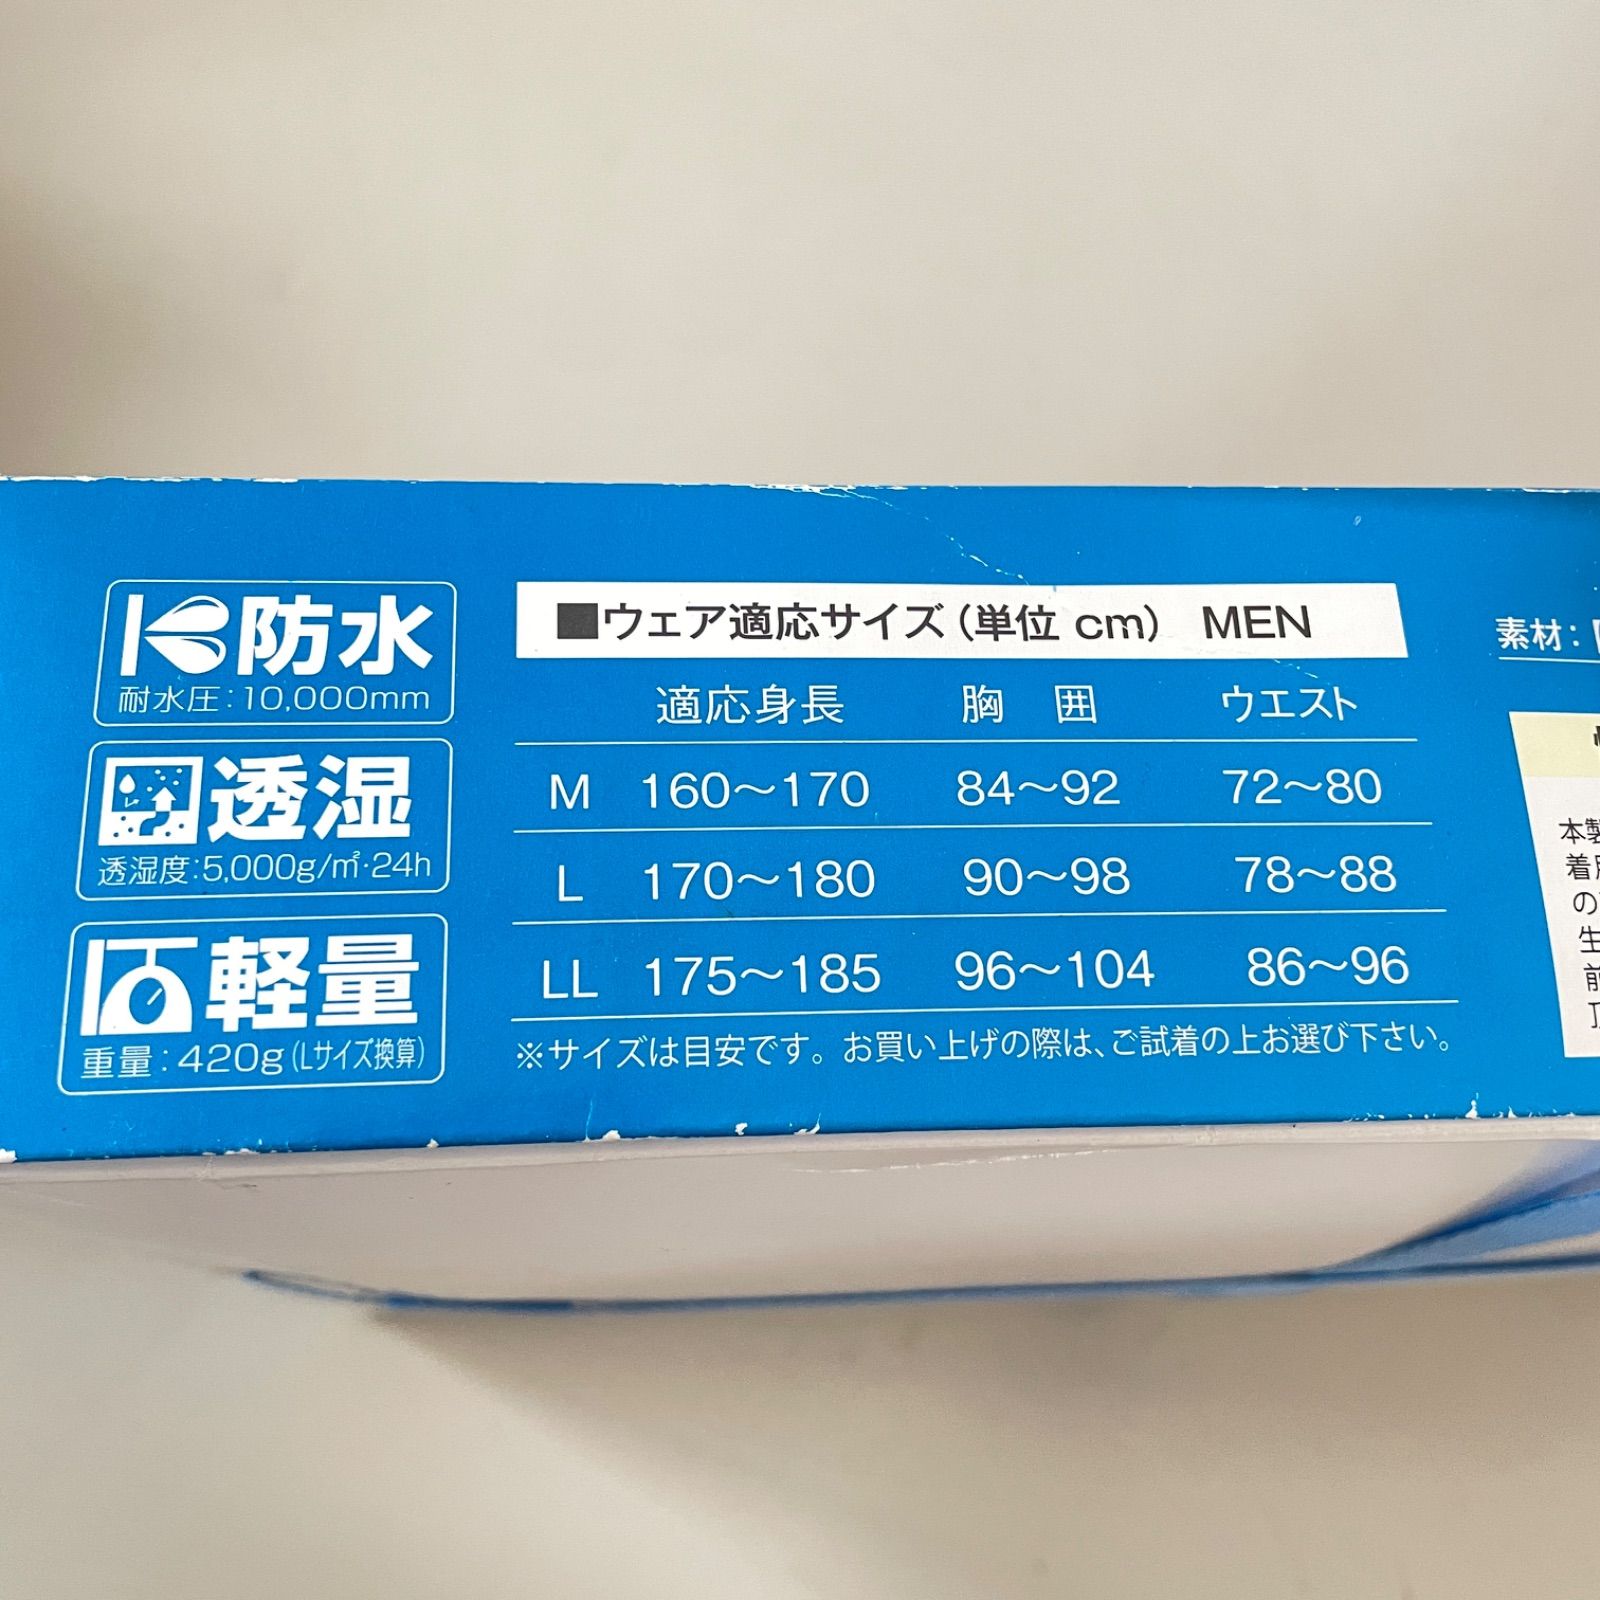 防水
耐水圧:10,000mm
透湿
透湿度:5,000g/㎡·24h
軽量
重量:420g(Lサイズ換算)
■ウェア適応サイズ(単位 cm) MEN
適応身長 胸 囲 ウエスト
M 160〜170 84〜92 72〜80
L 170〜180 90〜98 78〜88
LL 175〜185 96〜104 86〜96
※サイズは目安です。お買い上げの際は、ご試着の上お選び下さい。
素材:
本
着
の
生
前